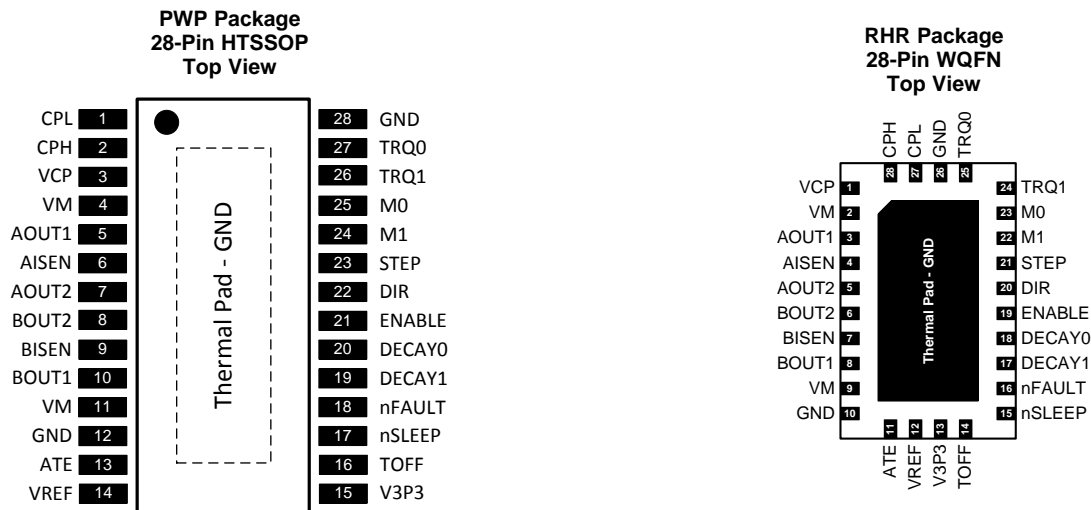 PWP Package
28-Pin HTSSOP
Top View
CPL 1
CPH 2
VCP 3
VM 4
AOUT1 5
AISEN 6
AOUT2 7
BOUT2 8
BISEN 9
BOUT1 10
VM 11
GND 12
ATE 13
VREF 14
Thermal Pad - GND
28 GND
27 TRQ0
26 TRQ1
25 M0
24 M1
23 STEP
22 DIR
21 ENABLE
20 DECAY0
19 DECAY1
18 nFAULT
17 nSLEEP
16 TOFF
15 V3P3
RHR Package
28-Pin WQFN
Top View
CPH 28
CPL 27
GND 26
TRQ0 25
VCP 1
VM 2
AOUT1 3
AISEN 4
AOUT2 5
BOUT2 6
BISEN 7
BOUT1 8
VM 9
GND 10
Thermal Pad - GND
24 TRQ1
23 M0
22 M1
21 STEP
20 DIR
19 ENABLE
18 DECAY0
17 DECAY1
16 nFAULT
15 nSLEEP
ATE 11
VREF 12
V3P3 13
TOFF 14